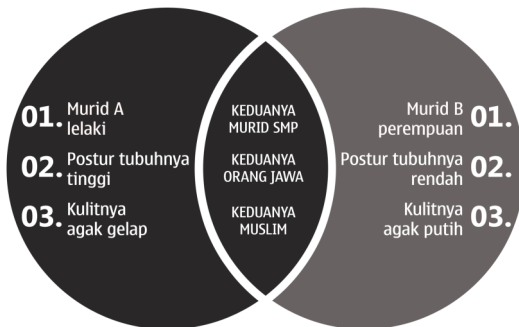 01. Murid A
lelaki
02. Postur tubuhnya
tinggi
03. Kulitnya
agak gelap
KEDUANYA
MURID SMP
KEDUANYA
ORANG JAWA
KEDUANYA
MUSLIM
Murid B
perempuan 01.
Postur tubuhnya
rendah 02.
Kulitnya
agak putih 03.